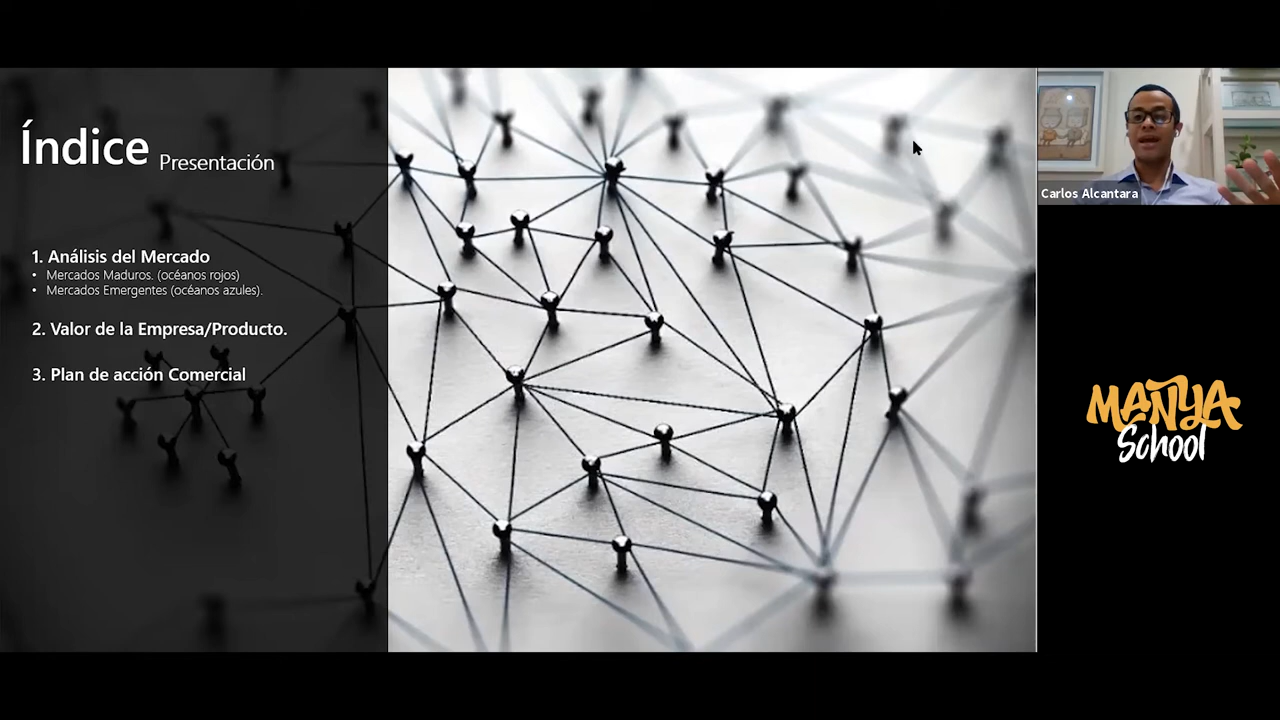 Índice Presentación
1. Análisis del Mercado
• Mercados Maduros. (océanos rojos)
• Mercados Emergentes (océanos azules).
2. Valor de la Empresa/Producto.
3. Plan de acción Comercial
Carlos Alcantara
MANYA
School